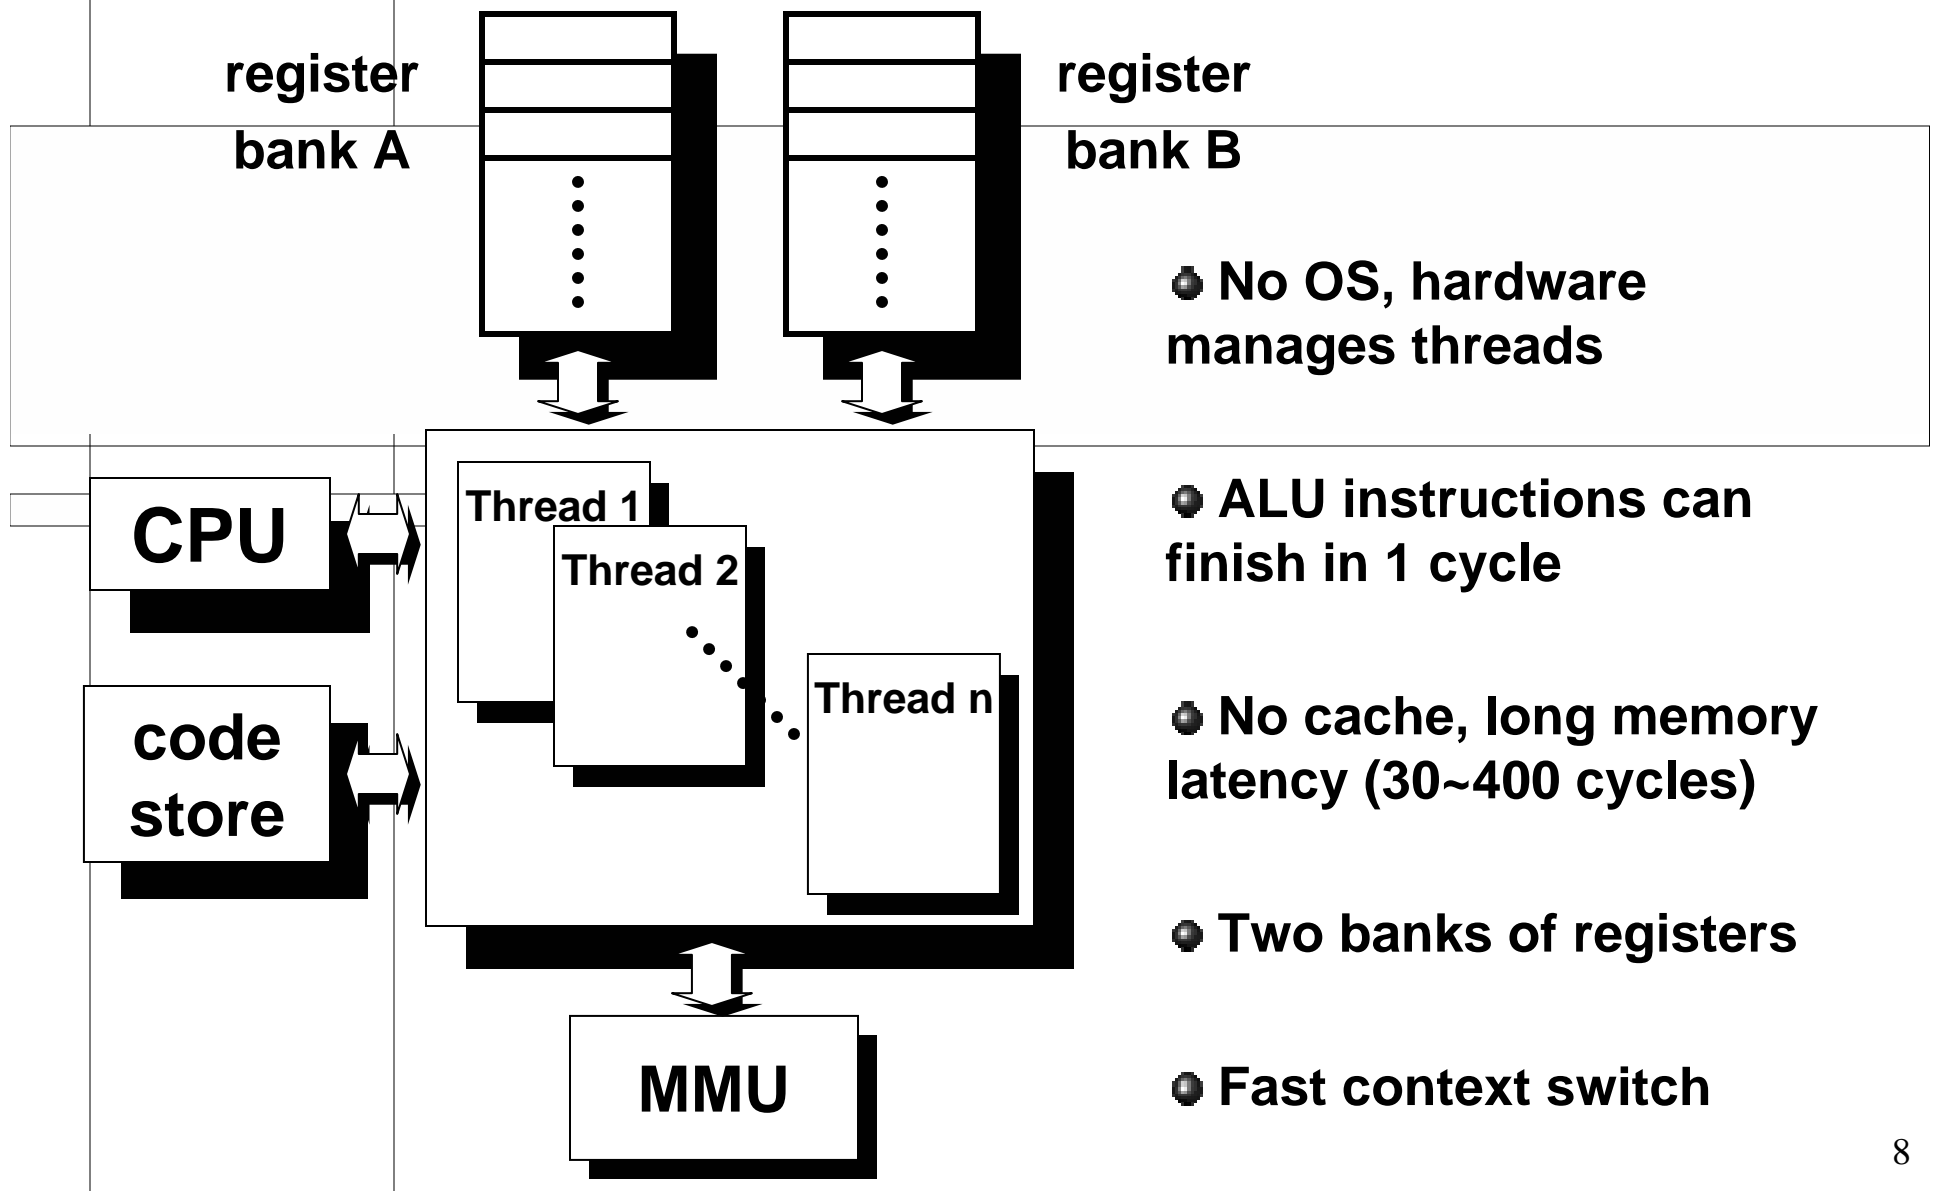 register
bank A
register
bank B
No OS, hardware
manages threads
CPU
Thread 1
Thread 2
Thread n
ALU instructions can
finish in 1 cycle
code
store
No cache, long memory
latency (30~400 cycles)
Two banks of registers
MMU
Fast context switch
8